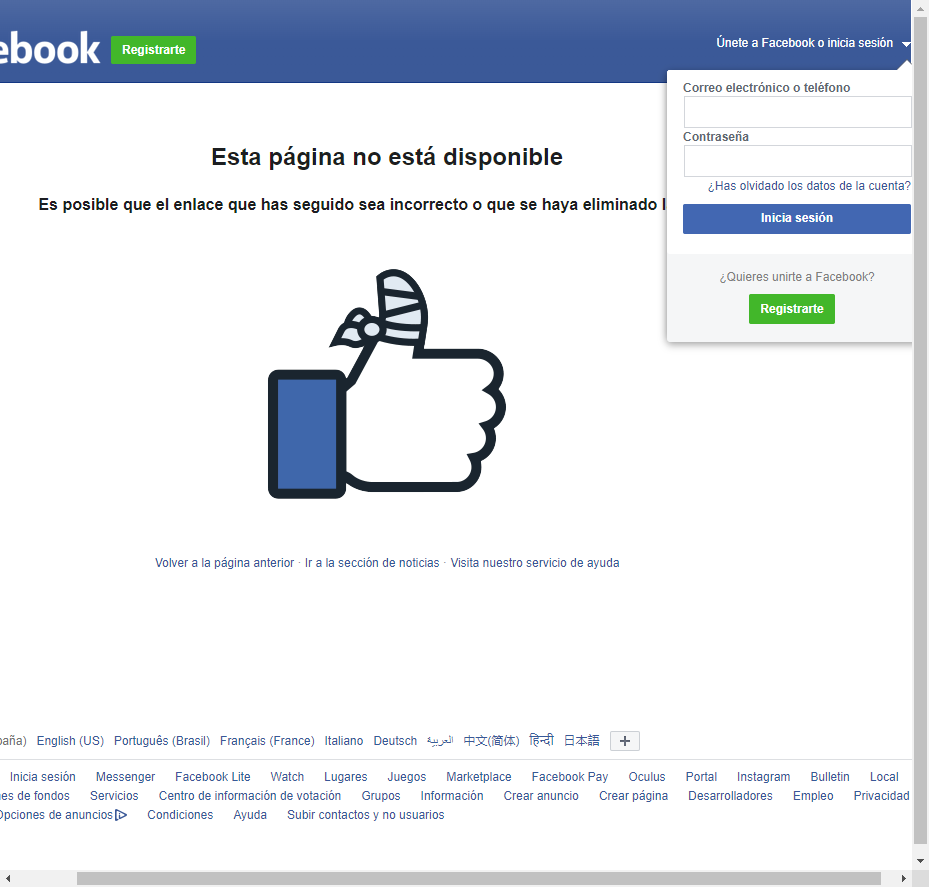 ebook
Registrarte
Únete a Facebook o inicia sesión
Correo electrónico o teléfono
Contraseña
¿Has olvidado los datos de la cuenta?
Inicia sesión
¿Quieres unirte a Facebook?
Registrarte
Esta página no está disponible
Es posible que el enlace que has seguido sea incorrecto o que se haya eliminado l
Volver a la página anterior · Ir a la sección de noticias · Visita nuestro servicio de ayuda
paña) English (US) Português (Brasil) Français (France) Italiano Deutsch العربية 中文(简体) हिन्दी 日本語 +
Inicia sesión Messenger Facebook Lite Watch Lugares Juegos Marketplace Facebook Pay Oculus Portal Instagram Bulletin Local
nes de fondos Servicios Centro de información de votación Grupos Información Crear anuncio Crear página Desarrolladores Empleo Privacidad
Opciones de anuncios Condiciones Ayuda Subir contactos y no usuarios